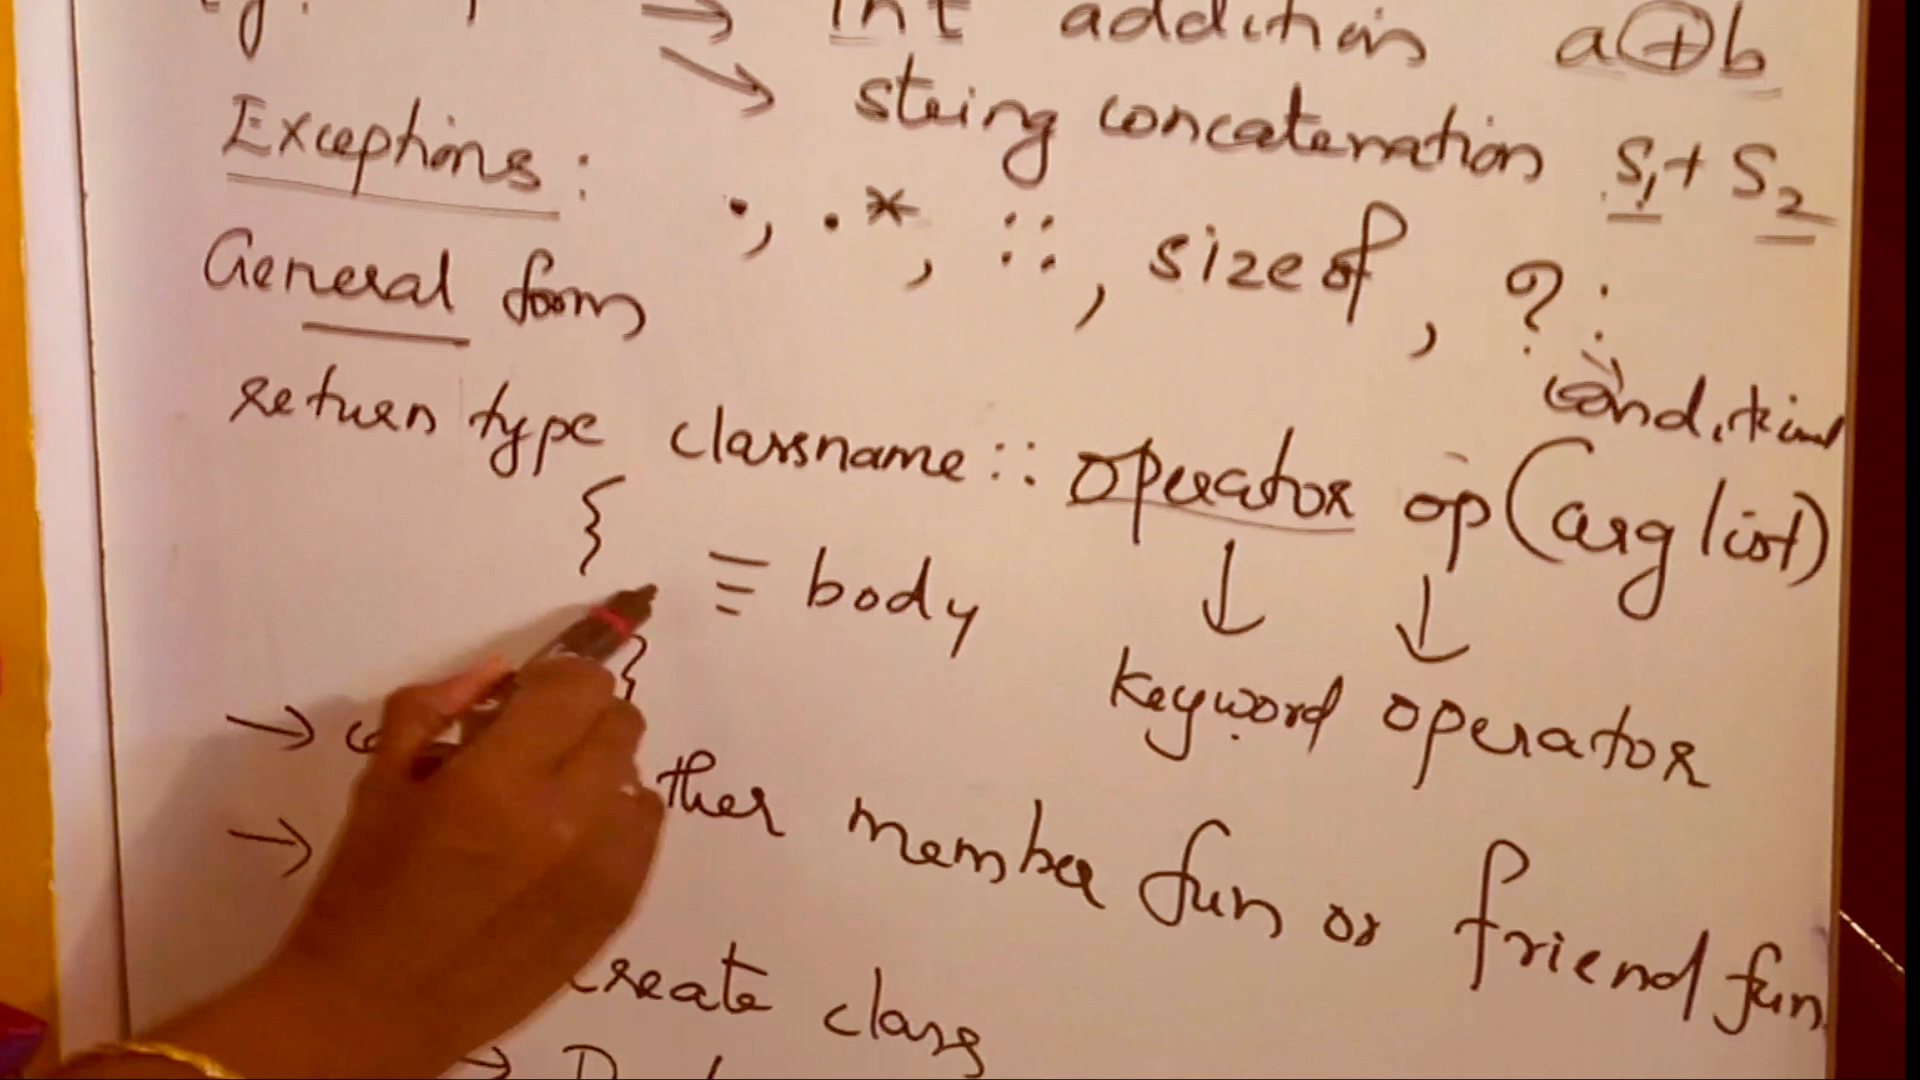 → int addition a+b
→ string concatenation S1+S2
Exceptions: ., .*, ::, sizeof, ?:
conditional
General form
return type classname :: operator op (arg list)
{
body
↓ ↓
}
keyword operator
→
ther member fun or friend fun
→
create class
→